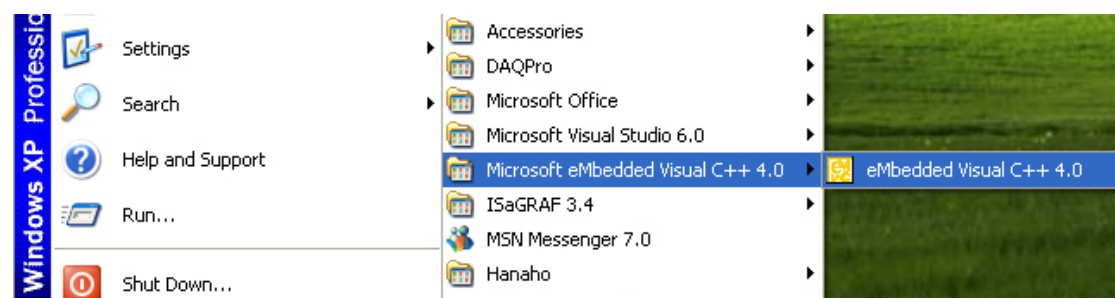 Windows XP Professio
Settings
Search
Help and Support
Run...
Shut Down...
Accessories
DAQPro
Microsoft Office
Microsoft Visual Studio 6.0
Microsoft eMbedded Visual C++ 4.0
ISaGRAF 3.4
MSN Messenger 7.0
Hanaho
eMbedded Visual C++ 4.0